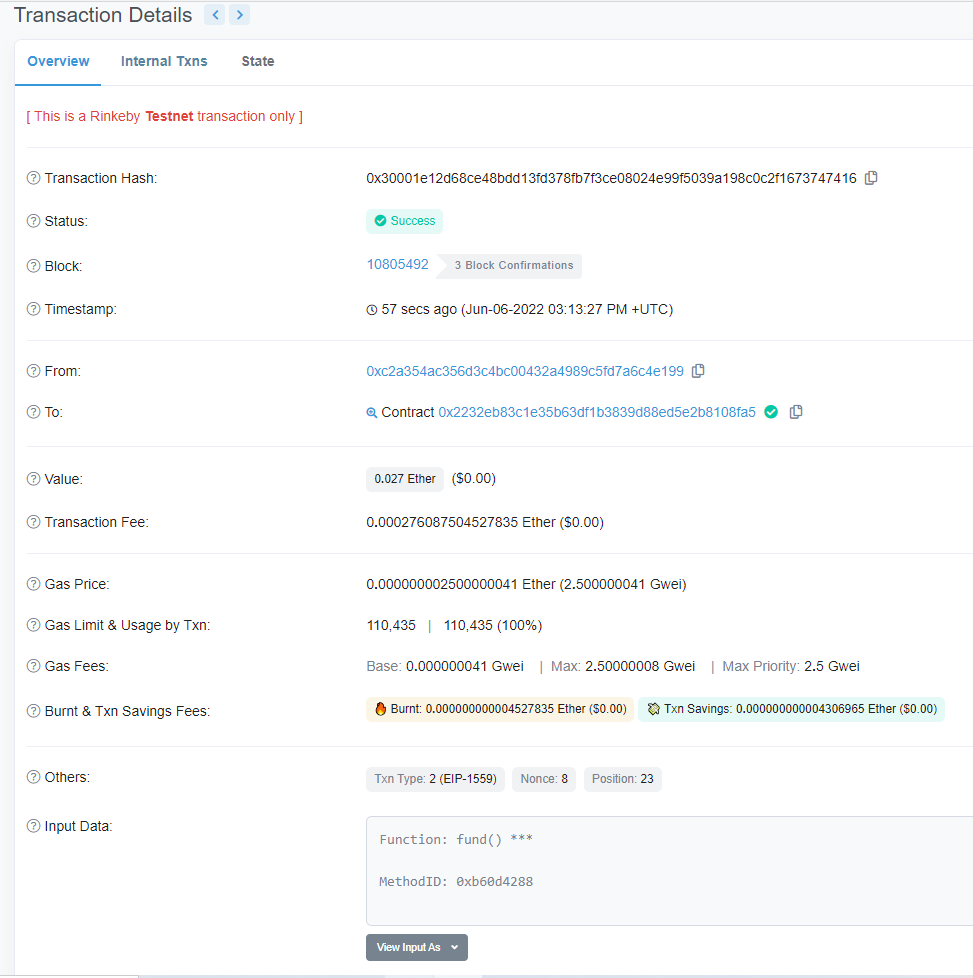 Transaction Details
Overview Internal Txns State
[ This is a Rinkeby Testnet transaction only ]
Transaction Hash: 0x30001e12d68ce48bdd13fd378fb7f3ce08024e99f5039a198c0c2f1673747416
Status: Success
Block: 10805492 3 Block Confirmations
Timestamp: 57 secs ago (Jun-06-2022 03:13:27 PM +UTC)
From: 0xc2a354ac356d3c4bc00432a4989c5fd7a6c4e199
To: Contract 0x2232eb83c1e35b63df1b3839d88ed5e2b8108fa5
Value: 0.027 Ether ($0.00)
Transaction Fee: 0.000276087504527835 Ether ($0.00)
Gas Price: 0.000000002500000041 Ether (2.500000041 Gwei)
Gas Limit & Usage by Txn: 110,435 | 110,435 (100%)
Gas Fees: Base: 0.000000041 Gwei | Max: 2.50000008 Gwei | Max Priority: 2.5 Gwei
Burnt & Txn Savings Fees: Burnt: 0.000000000004527835 Ether ($0.00) Txn Savings: 0.000000000004306965 Ether ($0.00)
Others: Txn Type: 2 (EIP-1559) Nonce: 8 Position: 23
Input Data: Function: fund() ***
MethodID: 0xb60d4288
View Input As